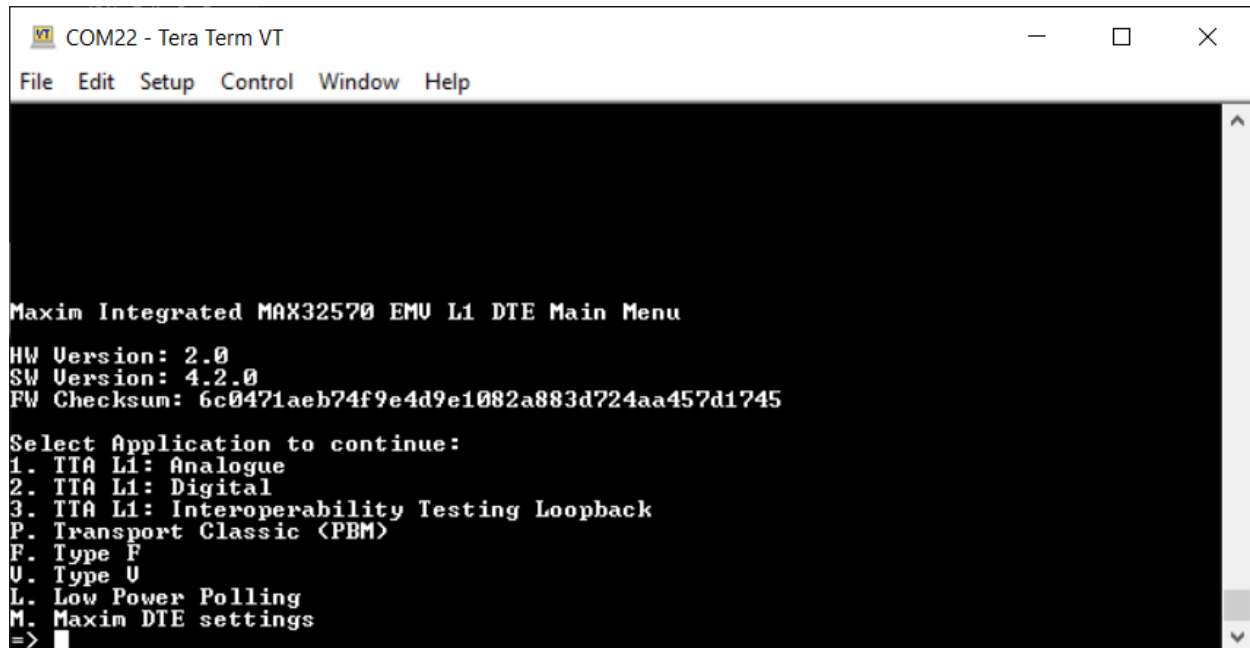 COM22 - Tera Term VT
File Edit Setup Control Window Help
Maxim Integrated MAX32570 EMV L1 DTE Main Menu
HW Version: 2.0
SW Version: 4.2.0
FW Checksum: 6c0471aeb74f9e4d9e1082a883d724aa457d1745
Select Application to continue:
1. TTA L1: Analogue
2. TTA L1: Digital
3. TTA L1: Interoperability Testing Loopback
P. Transport Classic (PBM)
F. Type F
V. Type V
L. Low Power Polling
M. Maxim DTE settings
=>